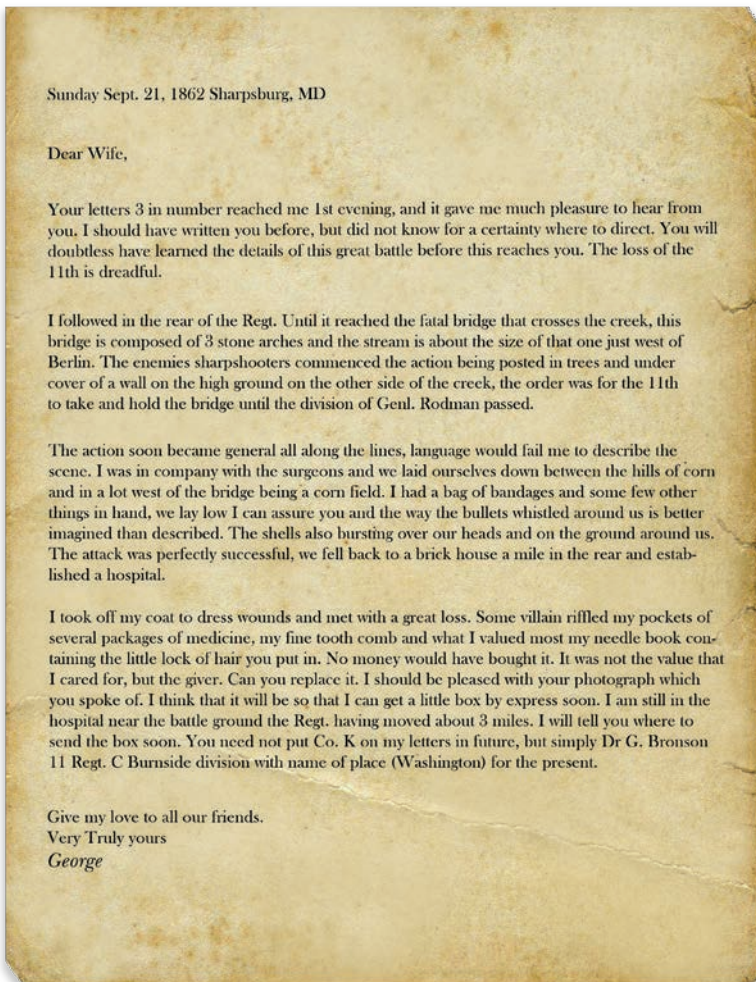 Sunday Sept. 21, 1862 Sharpsburg, MD
Dear Wife,
Your letters 3 in number reached me 1st evening, and it gave me much pleasure to hear from
you. I should have written you before, but did not know for a certainty where to direct. You will
doubtless have learned the details of this great battle before this reaches you. The loss of the
11th is dreadful.
I followed in the rear of the Regt. Until it reached the fatal bridge that crosses the creek, this
bridge is composed of 3 stone arches and the stream is about the size of that one just west of
Berlin. The enemies sharpshooters commenced the action being posted in trees and under
cover of a wall on the high ground on the other side of the creek, the order was for the 11th
to take and hold the bridge until the division of Genl. Rodman passed.
The action soon became general all along the lines, language would fail me to describe the
scene. I was in company with the surgeons and we laid ourselves down between the hills of corn
and in a lot west of the bridge being a corn field. I had a bag of bandages and some few other
things in hand, we lay low I can assure you and the way the bullets whistled around us is better
imagined than described. The shells also bursting over our heads and on the ground around us.
The attack was perfectly successful, we fell back to a brick house a mile in the rear and estab-
lished a hospital.
I took off my coat to dress wounds and met with a great loss. Some villain riffled my pockets of
several packages of medicine, my fine tooth comb and what I valued most my needle book con-
taining the little lock of hair you put in. No money would have bought it. It was not the value that
I cared for, but the giver. Can you replace it. I should be pleased with your photograph which
you spoke of. I think that it will be so that I can get a little box by express soon. I am still in the
hospital near the battle ground the Regt. having moved about 3 miles. I will tell you where to
send the box soon. You need not put Co. K on my letters in future, but simply Dr G. Bronson
11 Regt. C Burnside division with name of place (Washington) for the present.
Give my love to all our friends.
Very Truly yours
George